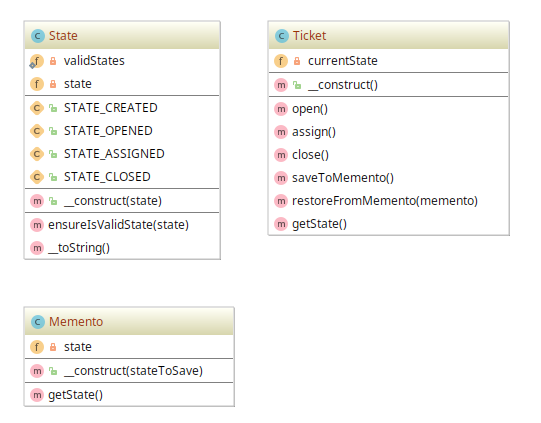 C State
f validStates
f state
C STATE_CREATED
C STATE_OPENED
C STATE_ASSIGNED
C STATE_CLOSED
m __construct(state)
m ensureIsValidState(state)
m __toString()
C Ticket
f currentState
m __construct()
m open()
m assign()
m close()
m saveToMemento()
m restoreFromMemento(memento)
m getState()
C Memento
f state
m __construct(stateToSave)
m getState()